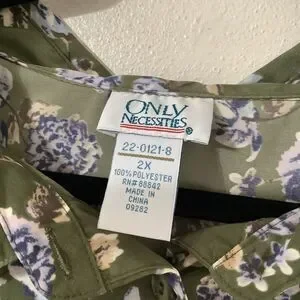 ONLY
NECESSITIES®
22-0121-8
2X
100% POLYESTER
RN# 88842
MADE IN
CHINA
09282